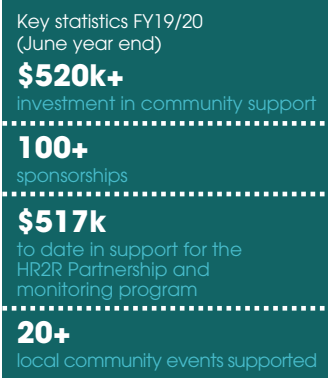 Key statistics FY19/20
(June year end)
$520k+
investment in community support
100+
sponsorships
$517k
to date in support for the
HR2R Partnership and
monitoring program
20+
local community events supported